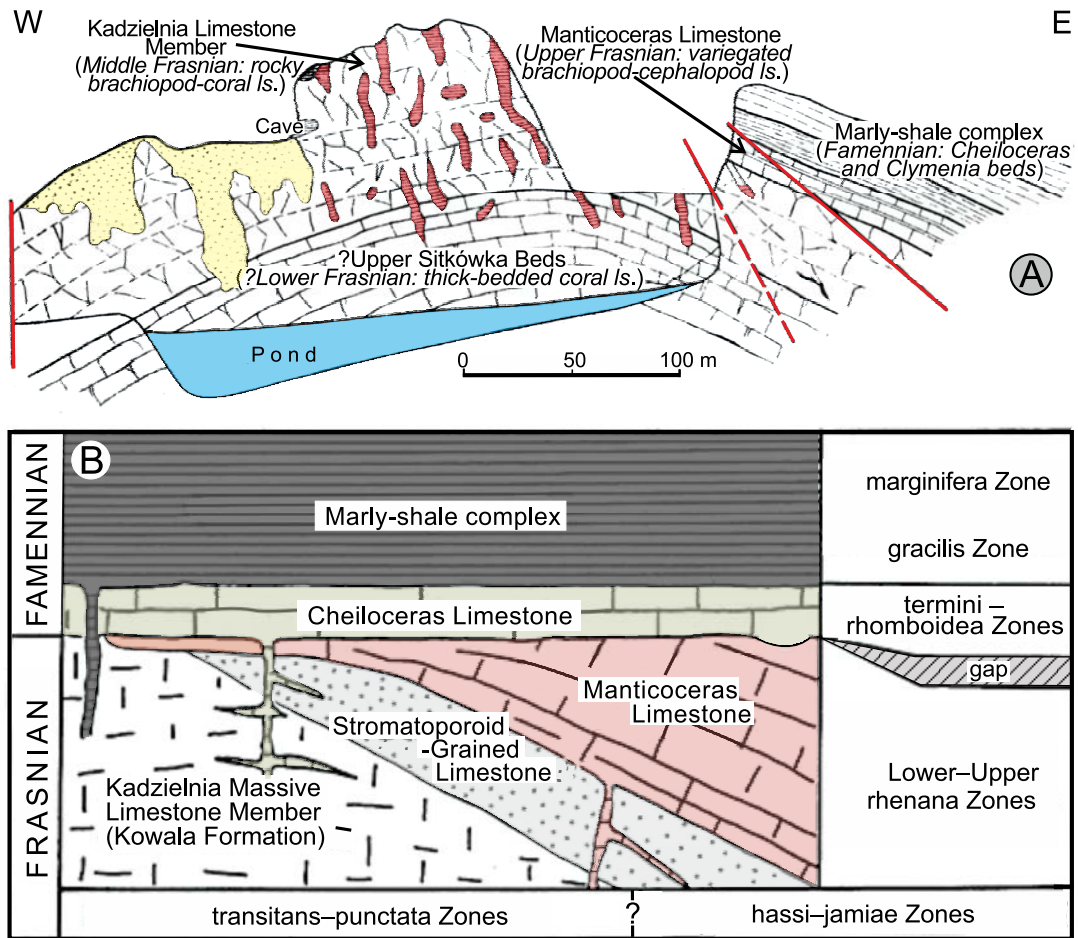 W
E
Kadzielnia Limestone
Member
(Middle Frasnian: rocky
brachiopod-coral ls.)
Manticoceras Limestone
(Upper Frasnian: variegated
brachiopod-cephalopod ls.)
Cave
Marly-shale complex
(Famennian: Cheiloceras
and Clymenia beds)
?Upper Sitkówka Beds
(?Lower Frasnian: thick-bedded coral ls.)
A
Pond
0 50 100 m
B
FAMENNIAN
FRASNIAN
Marly-shale complex
Cheiloceras Limestone
Manticoceras
Limestone
Stromatoporoid
-Grained
Limestone
Kadzielnia Massive
Limestone Member
(Kowala Formation)
marginifera Zone
gracilis Zone
termini –
rhomboidea Zones
gap
Lower–Upper
rhenana Zones
transitans–punctata Zones ? hassi–jamiae Zones